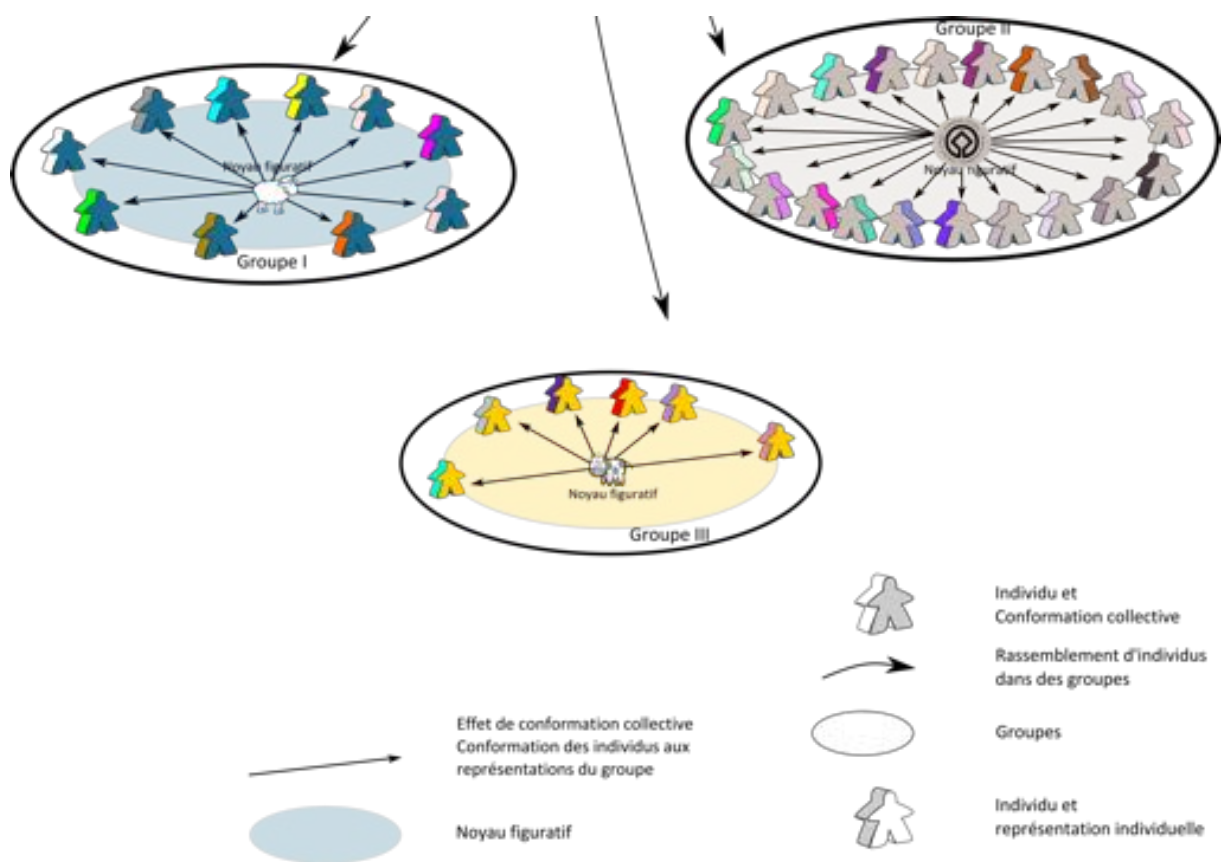 Groupe II
Noyau figuratif
Noyau figuratif
Groupe I
Noyau figuratif
Groupe III
Individu et
Conformation collective
Rassemblement d'individus
dans des groupes
Effet de conformation collective
Conformation des individus aux
représentations du groupe
Groupes
Noyau figuratif
Individu et
représentation individuelle